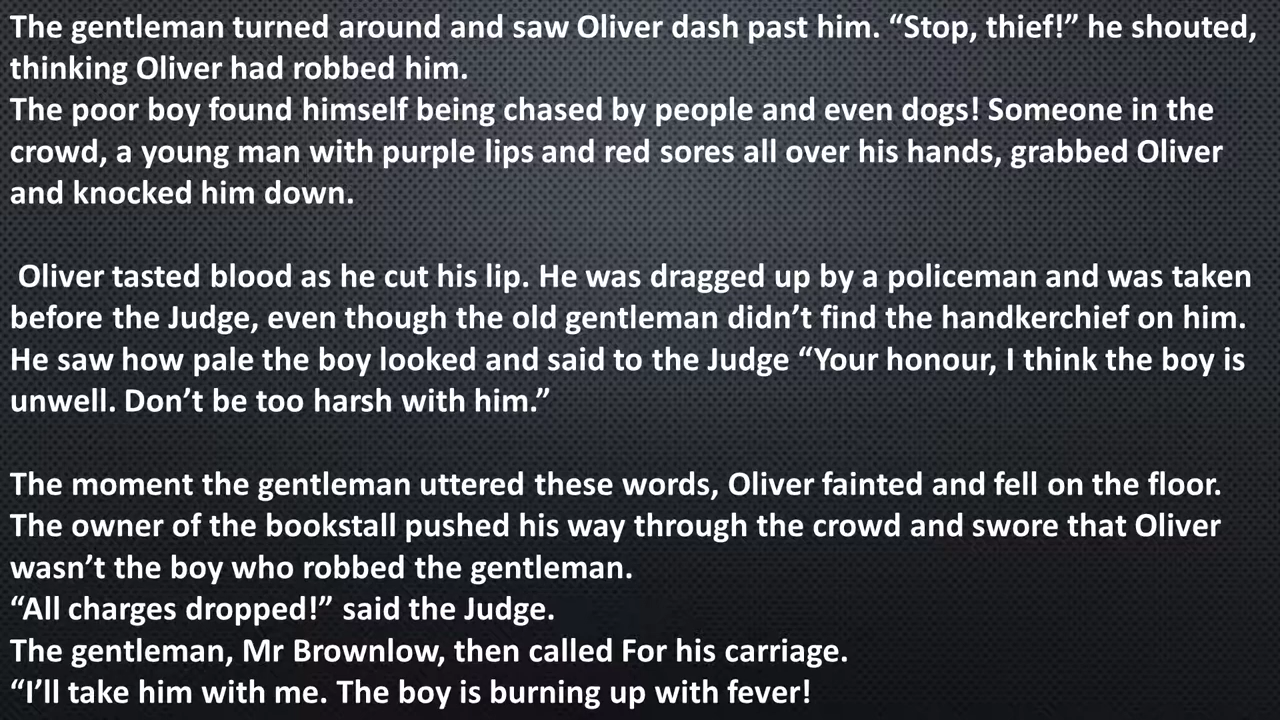 The gentleman turned around and saw Oliver dash past him. “Stop, thief!” he shouted,
thinking Oliver had robbed him.
The poor boy found himself being chased by people and even dogs! Someone in the
crowd, a young man with purple lips and red sores all over his hands, grabbed Oliver
and knocked him down.
Oliver tasted blood as he cut his lip. He was dragged up by a policeman and was taken
before the Judge, even though the old gentleman didn’t find the handkerchief on him.
He saw how pale the boy looked and said to the Judge “Your honour, I think the boy is
unwell. Don’t be too harsh with him.”
The moment the gentleman uttered these words, Oliver fainted and fell on the floor.
The owner of the bookstall pushed his way through the crowd and swore that Oliver
wasn’t the boy who robbed the gentleman.
“All charges dropped!” said the Judge.
The gentleman, Mr Brownlow, then called For his carriage.
“I’ll take him with me. The boy is burning up with fever!